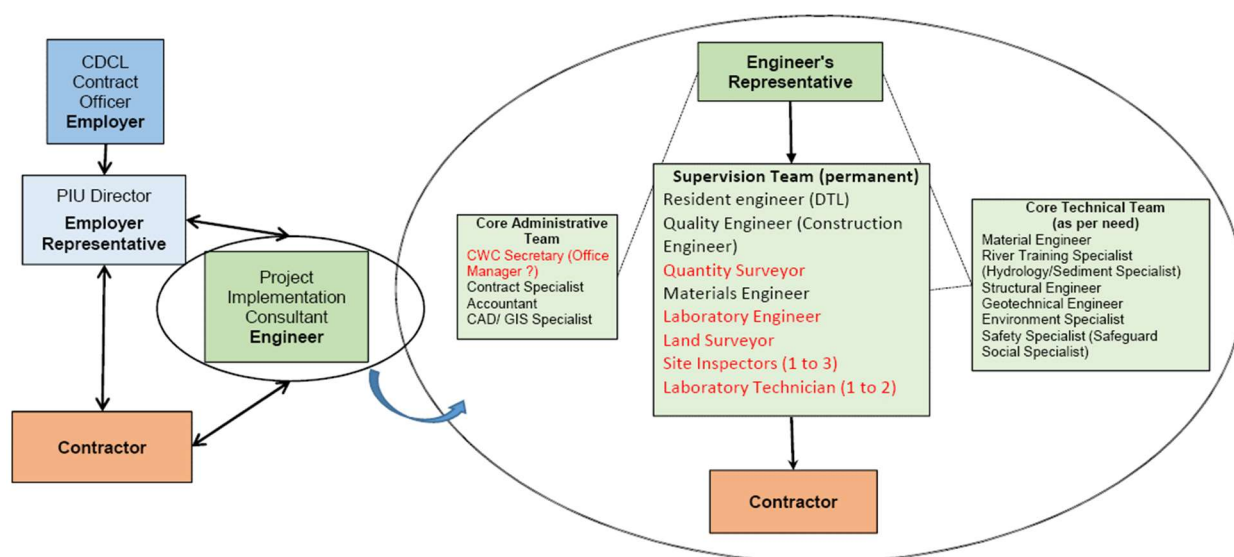 CDCL
Contract
Officer
Employer
PIU Director
Employer
Representative
Project
Implementation
Consultant
Engineer
Contractor
Engineer's
Representative
Core Administrative
Team
CWC Secretary (Office
Manager ?)
Contract Specialist
Accountant
CAD/ GIS Specialist
Supervision Team (permanent)
Resident engineer (DTL)
Quality Engineer (Construction
Engineer)
Quantity Surveyor
Materials Engineer
Laboratory Engineer
Land Surveyor
Site Inspectors (1 to 3)
Laboratory Technician (1 to 2)
Core Technical Team
(as per need)
Material Engineer
River Training Specialist
(Hydrology/Sediment Specialist)
Structural Engineer
Geotechnical Engineer
Environment Specialist
Safety Specialist (Safeguard
Social Specialist)
Contractor